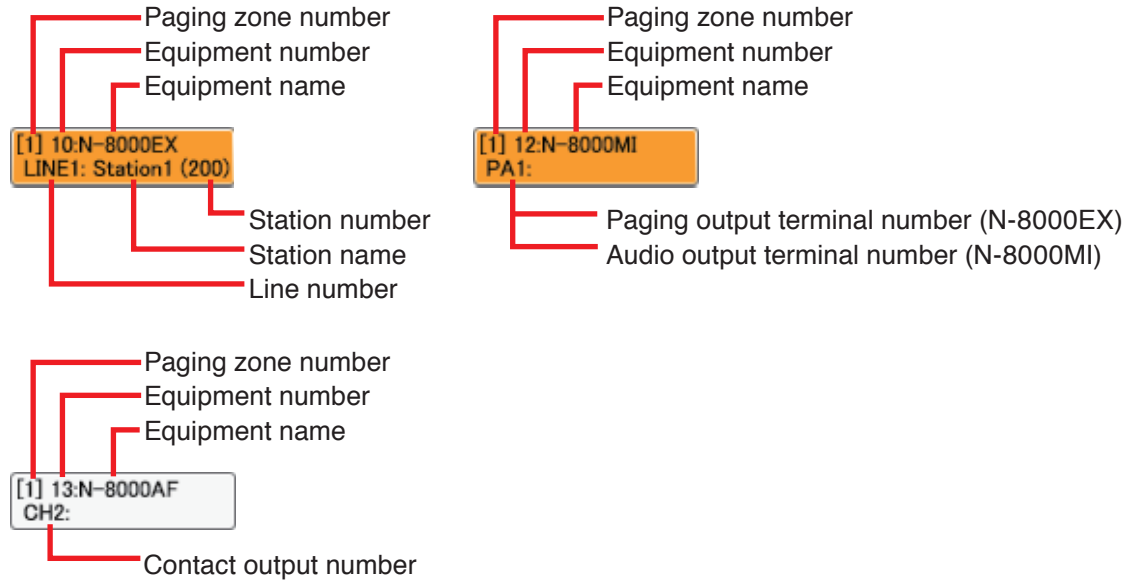 Paging zone number
Equipment number
Equipment name
[1] 10:N-8000EX
LINE1: Station1 (200)
Station number
Station name
Line number
Paging zone number
Equipment number
Equipment name
[1] 12:N-8000MI
PA1:
Paging output terminal number (N-8000EX)
Audio output terminal number (N-8000MI)
Paging zone number
Equipment number
Equipment name
[1] 13:N-8000AF
CH2:
Contact output number